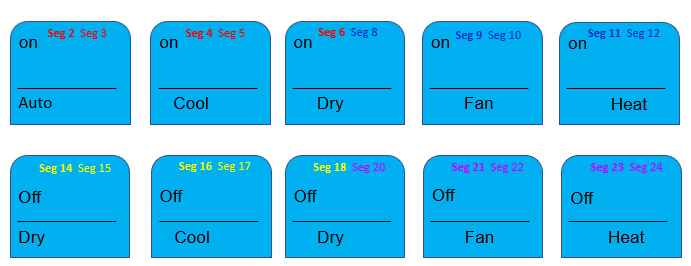 on Seg 2 Seg 3
Auto
on Seg 4 Seg 5
Cool
on Seg 6 Seg 8
Dry
on Seg 9 Seg 10
Fan
on Seg 11 Seg 12
Heat
Seg 14 Seg 15
Off
Dry
Seg 16 Seg 17
Off
Cool
Seg 18 Seg 20
Off
Dry
Seg 21 Seg 22
Off
Fan
Seg 23 Seg 24
Off
Heat